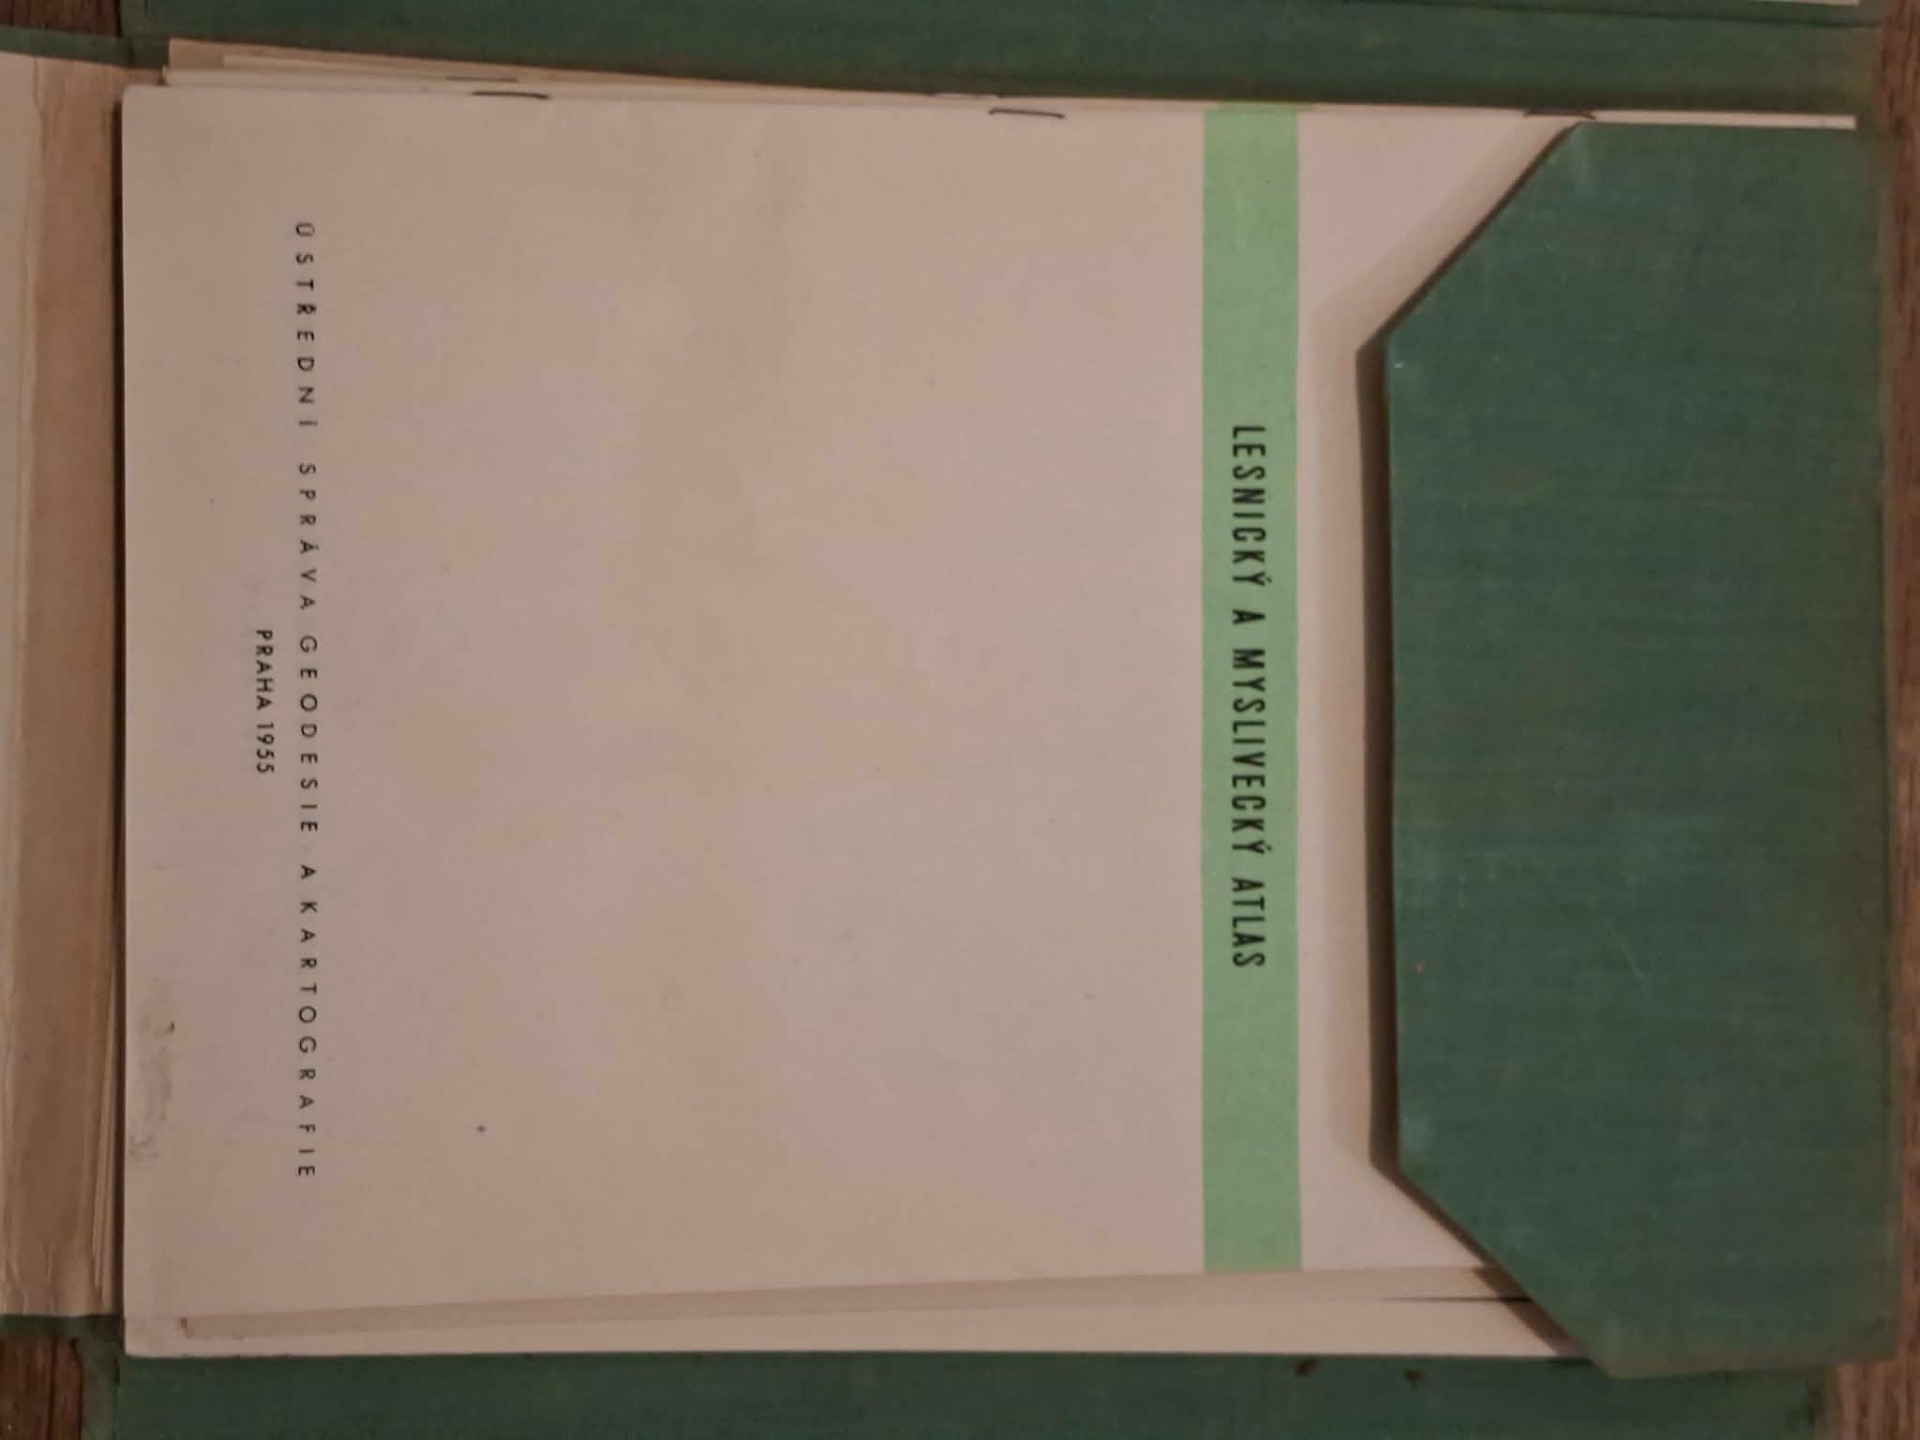 LESNICKÝ A MYSLIVECKÝ ATLAS
ÚSTŘEDNÍ SPRÁVA GEODESIE A KARTOGRAFIE
PRAHA 1955